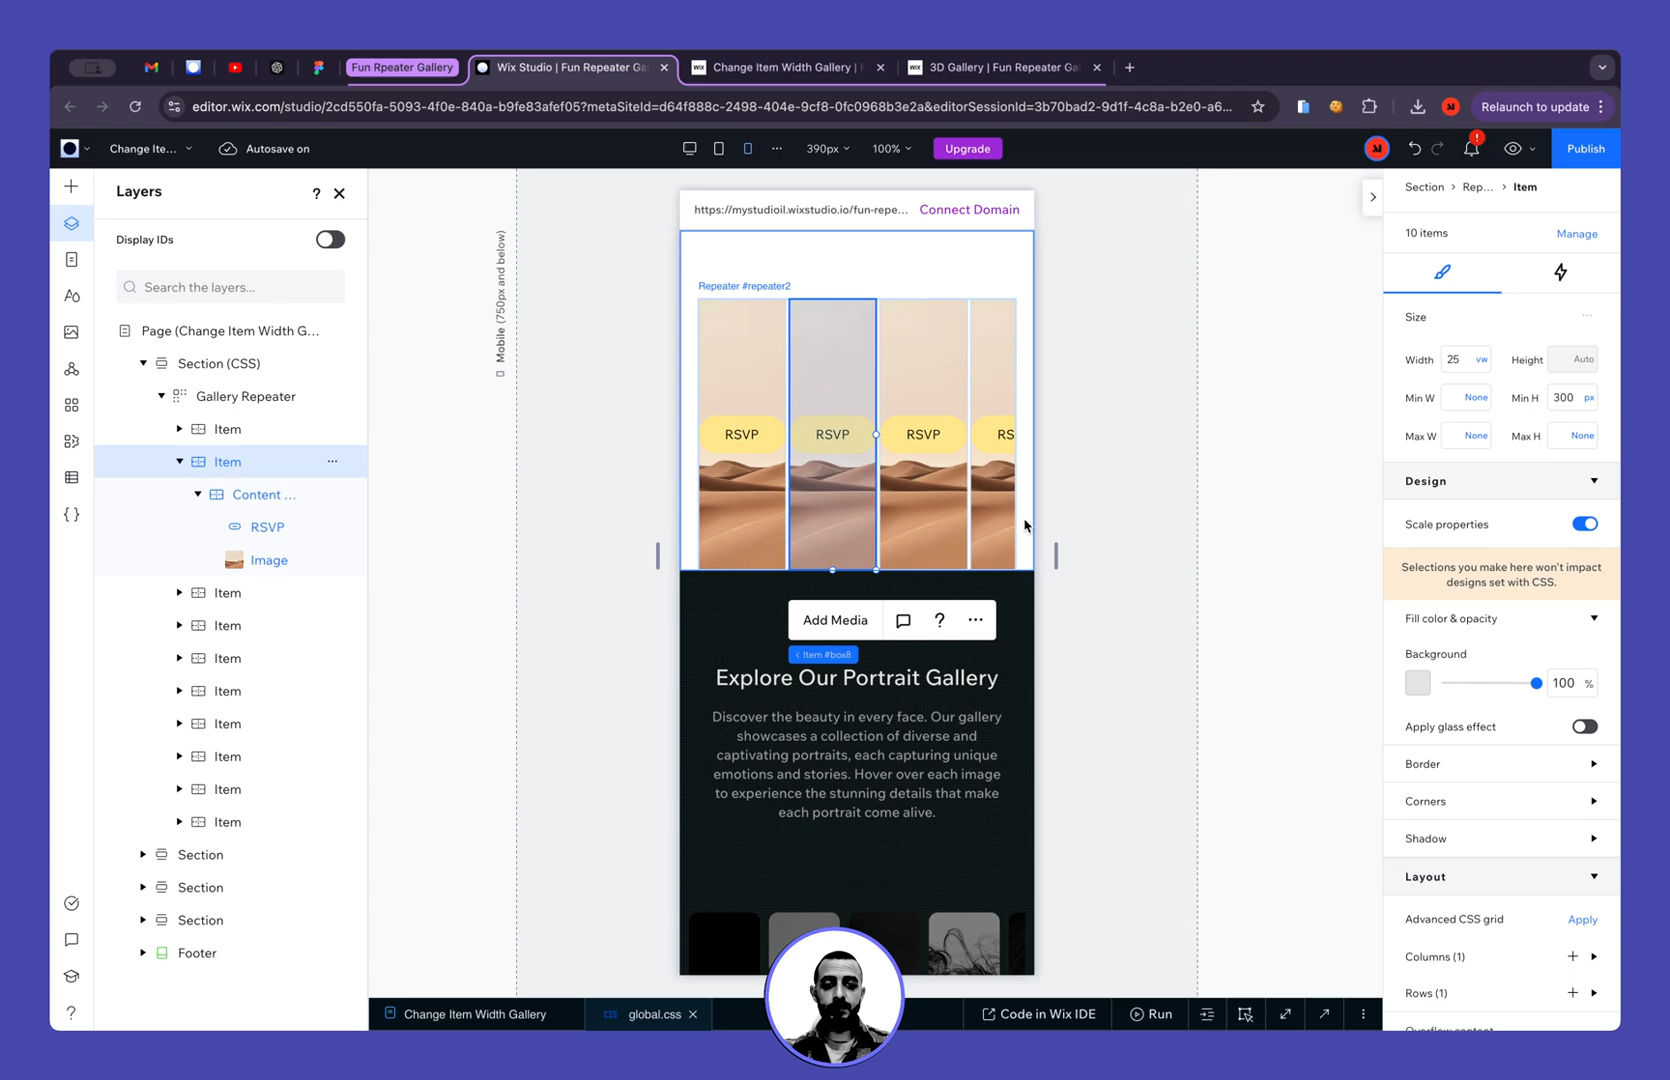 Fun Rpeater Gallery
Wix Studio | Fun Repeater Ga
Change Item Width Gallery | F
3D Gallery | Fun Repeater Ga
editor.wix.com/studio/2cd550fa-5093-4f0e-840a-b9fe83afef05?metaSiteId=d64f888c-2498-404e-9cf8-0fc0968b3e2a&editorSessionId=3b70bad2-9d1f-4c8a-b2e0-a6...
Relaunch to update
Change Ite...
Autosave on
390px
100%
Upgrade
Publish
Layers
?
Display IDs
Search the layers...
Page (Change Item Width G...
Section (CSS)
Gallery Repeater
Item
Item
Content ...
RSVP
Image
Item
Item
Item
Item
Item
Item
Item
Item
Section
Section
Section
Footer
?
Mobile (750px and below)
https://mystudioil.wixstudio.io/fun-repe...
Connect Domain
Repeater #repeater2
RSVP
RSVP
RSVP
RS
Add Media
?
< Item #box8
Explore Our Portrait Gallery
Discover the beauty in every face. Our gallery
showcases a collection of diverse and
captivating portraits, each capturing unique
emotions and stories. Hover over each image
to experience the stunning details that make
each portrait come alive.
Change Item Width Gallery
CSS
global.css
Code in Wix IDE
Run
Section > Rep... > Item
10 items
Manage
Size
Width 25 vw
Height Auto
Min W None
Min H 300 px
Max W None
Max H None
Design
Scale properties
Selections you make here won't impact
designs set with CSS.
Fill color & opacity
Background
100 %
Apply glass effect
Border
Corners
Shadow
Layout
Advanced CSS grid
Apply
Columns (1)
Rows (1)
Overflow content